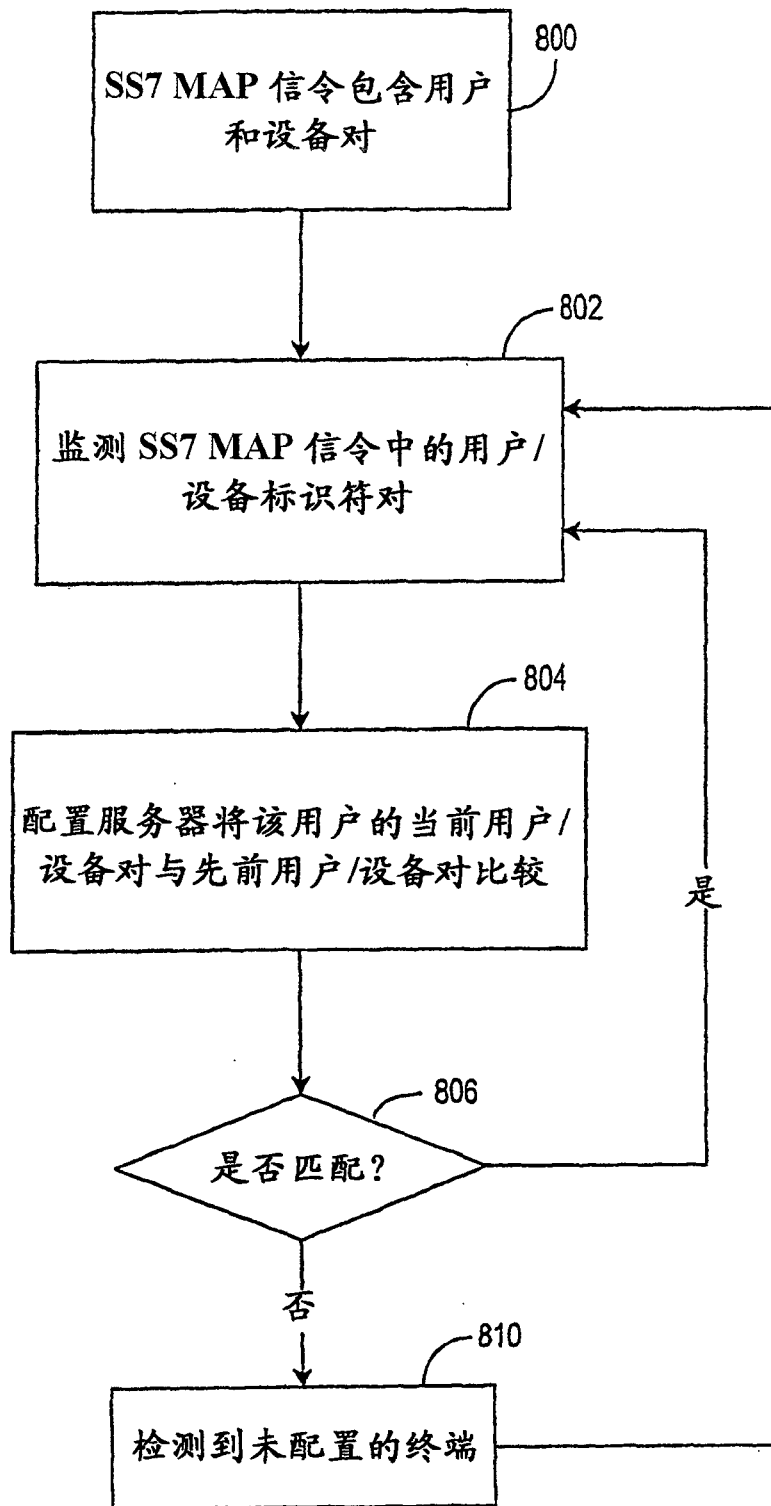 800
SS7 MAP 信令包含用户
和设备对
802
监测 SS7 MAP 信令中的用户/
设备标识符对
804
配置服务器将该用户的当前用户/
设备对与先前用户/设备对比较
是
806
是否匹配?
否
810
检测到未配置的终端